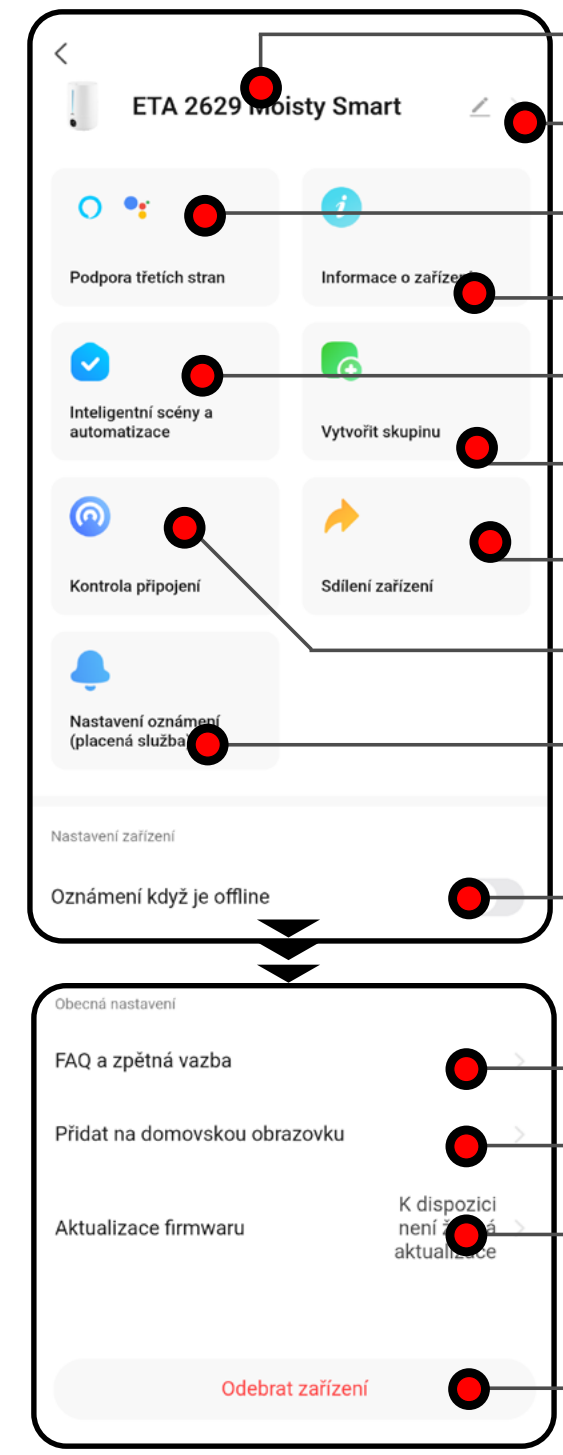 ETA 2629 Moisty Smart
Podpora třetích stran
Informace o zařízení
Inteligentní scény a
automatizace
Vytvořit skupinu
Kontrola připojení
Sdílení zařízení
Nastavení oznámení
(placená služba)
Nastavení zařízení
Oznámení když je offline
Obecná nastavení
FAQ a zpětná vazba
Přidat na domovskou obrazovku
Aktualizace firmwaru
K dispozici
není žádná
aktualizace
Odebrat zařízení